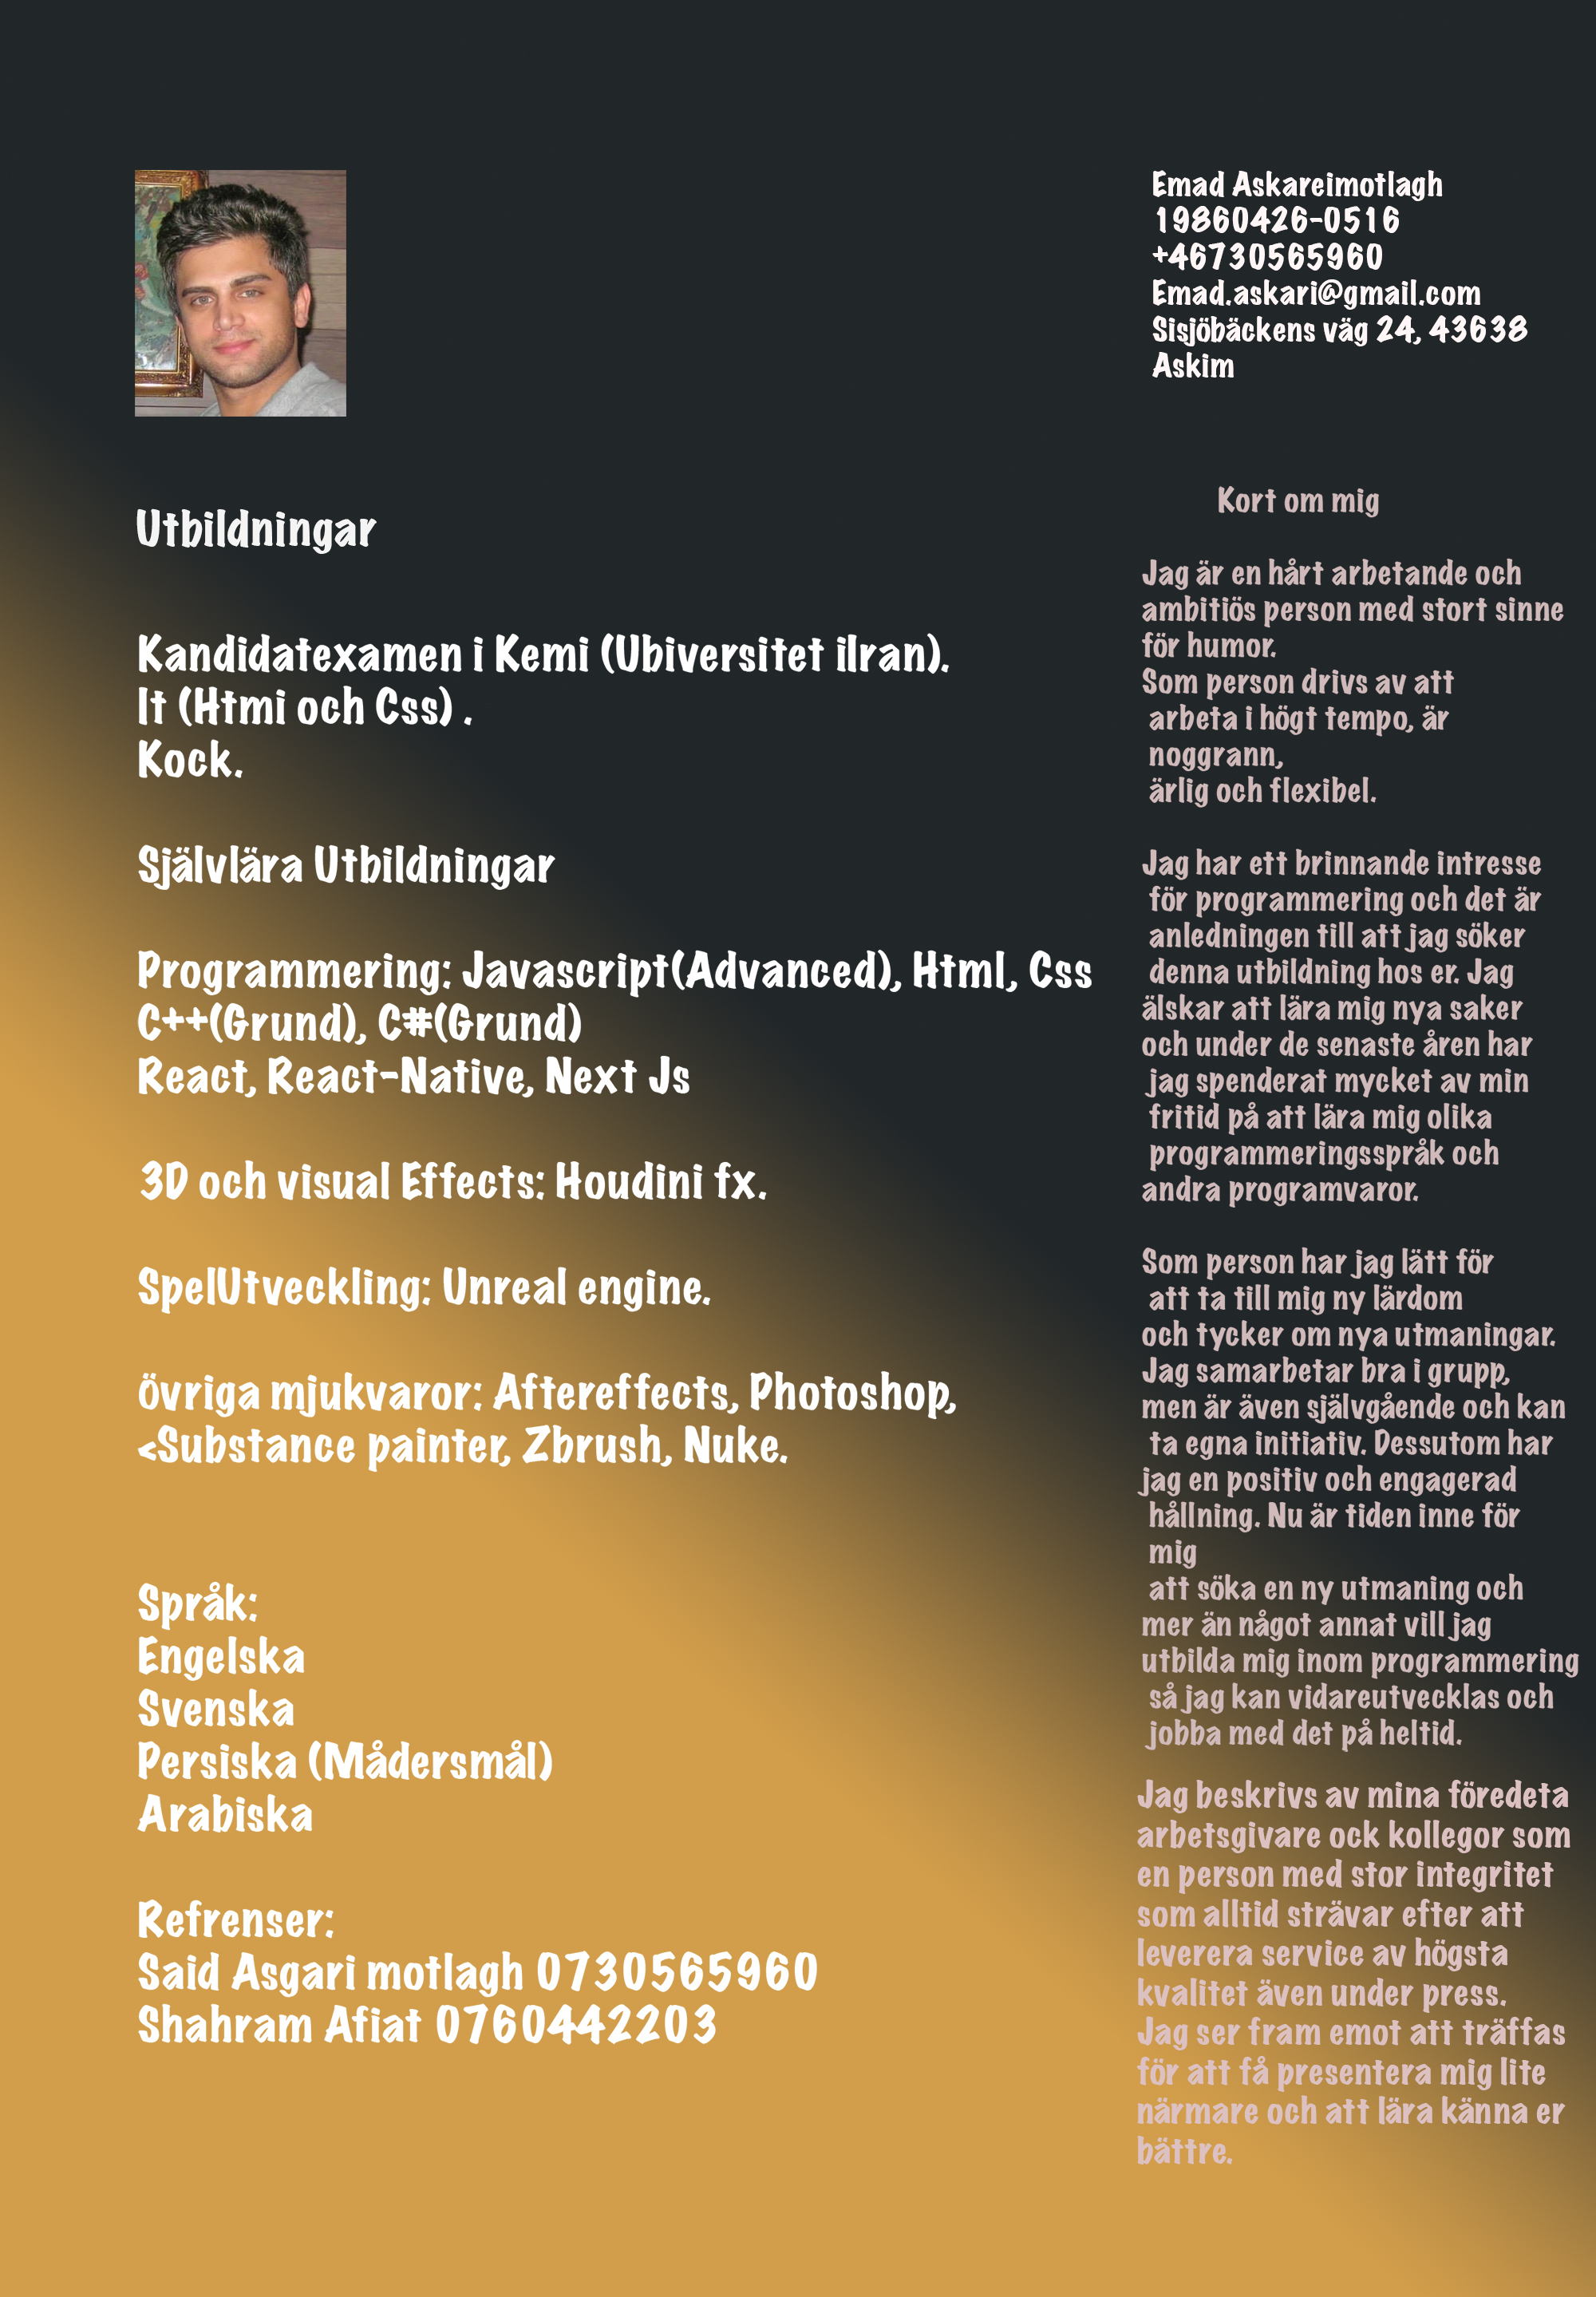 Emad Askareimotlagh
19860426-0516
+46730565960
Emad.askari@gmail.com
Sisjöbäckens väg 24, 43638
Askim
Utbildningar
Kandidatexamen i Kemi (Ubiversitet iIran).
It (Htmi och Css) .
Kock.
Självlära Utbildningar
Programmering: Javascript(Advanced), Html, Css
C++(Grund), C#(Grund)
React, React-Native, Next Js
3D och visual Effects: Houdini fx.
SpelUtveckling: Unreal engine.
övriga mjukvaror: Aftereffects, Photoshop,
<Substance painter, Zbrush, Nuke.
Språk:
Engelska
Svenska
Persiska (Mådersmål)
Arabiska
Refrenser:
Said Asgari motlagh 0730565960
Shahram Afiat 0760442203
Kort om mig
Jag är en hårt arbetande och
ambitiös person med stort sinne
för humor.
Som person drivs av att
arbeta i högt tempo, är
noggrann,
ärlig och flexibel.
Jag har ett brinnande intresse
för programmering och det är
anledningen till att jag söker
denna utbildning hos er. Jag
älskar att lära mig nya saker
och under de senaste åren har
jag spenderat mycket av min
fritid på att lära mig olika
programmeringsspråk och
andra programvaror.
Som person har jag lätt för
att ta till mig ny lärdom
och tycker om nya utmaningar.
Jag samarbetar bra i grupp,
men är även självgående och kan
ta egna initiativ. Dessutom har
jag en positiv och engagerad
hållning. Nu är tiden inne för
mig
att söka en ny utmaning och
mer än något annat vill jag
utbilda mig inom programmering
så jag kan vidareutvecklas och
jobba med det på heltid.
Jag beskrivs av mina föredeta
arbetsgivare ock kollegor som
en person med stor integritet
som alltid strävar efter att
leverera service av högsta
kvalitet även under press.
Jag ser fram emot att träffas
för att få presentera mig lite
närmare och att lära känna er
bättre.